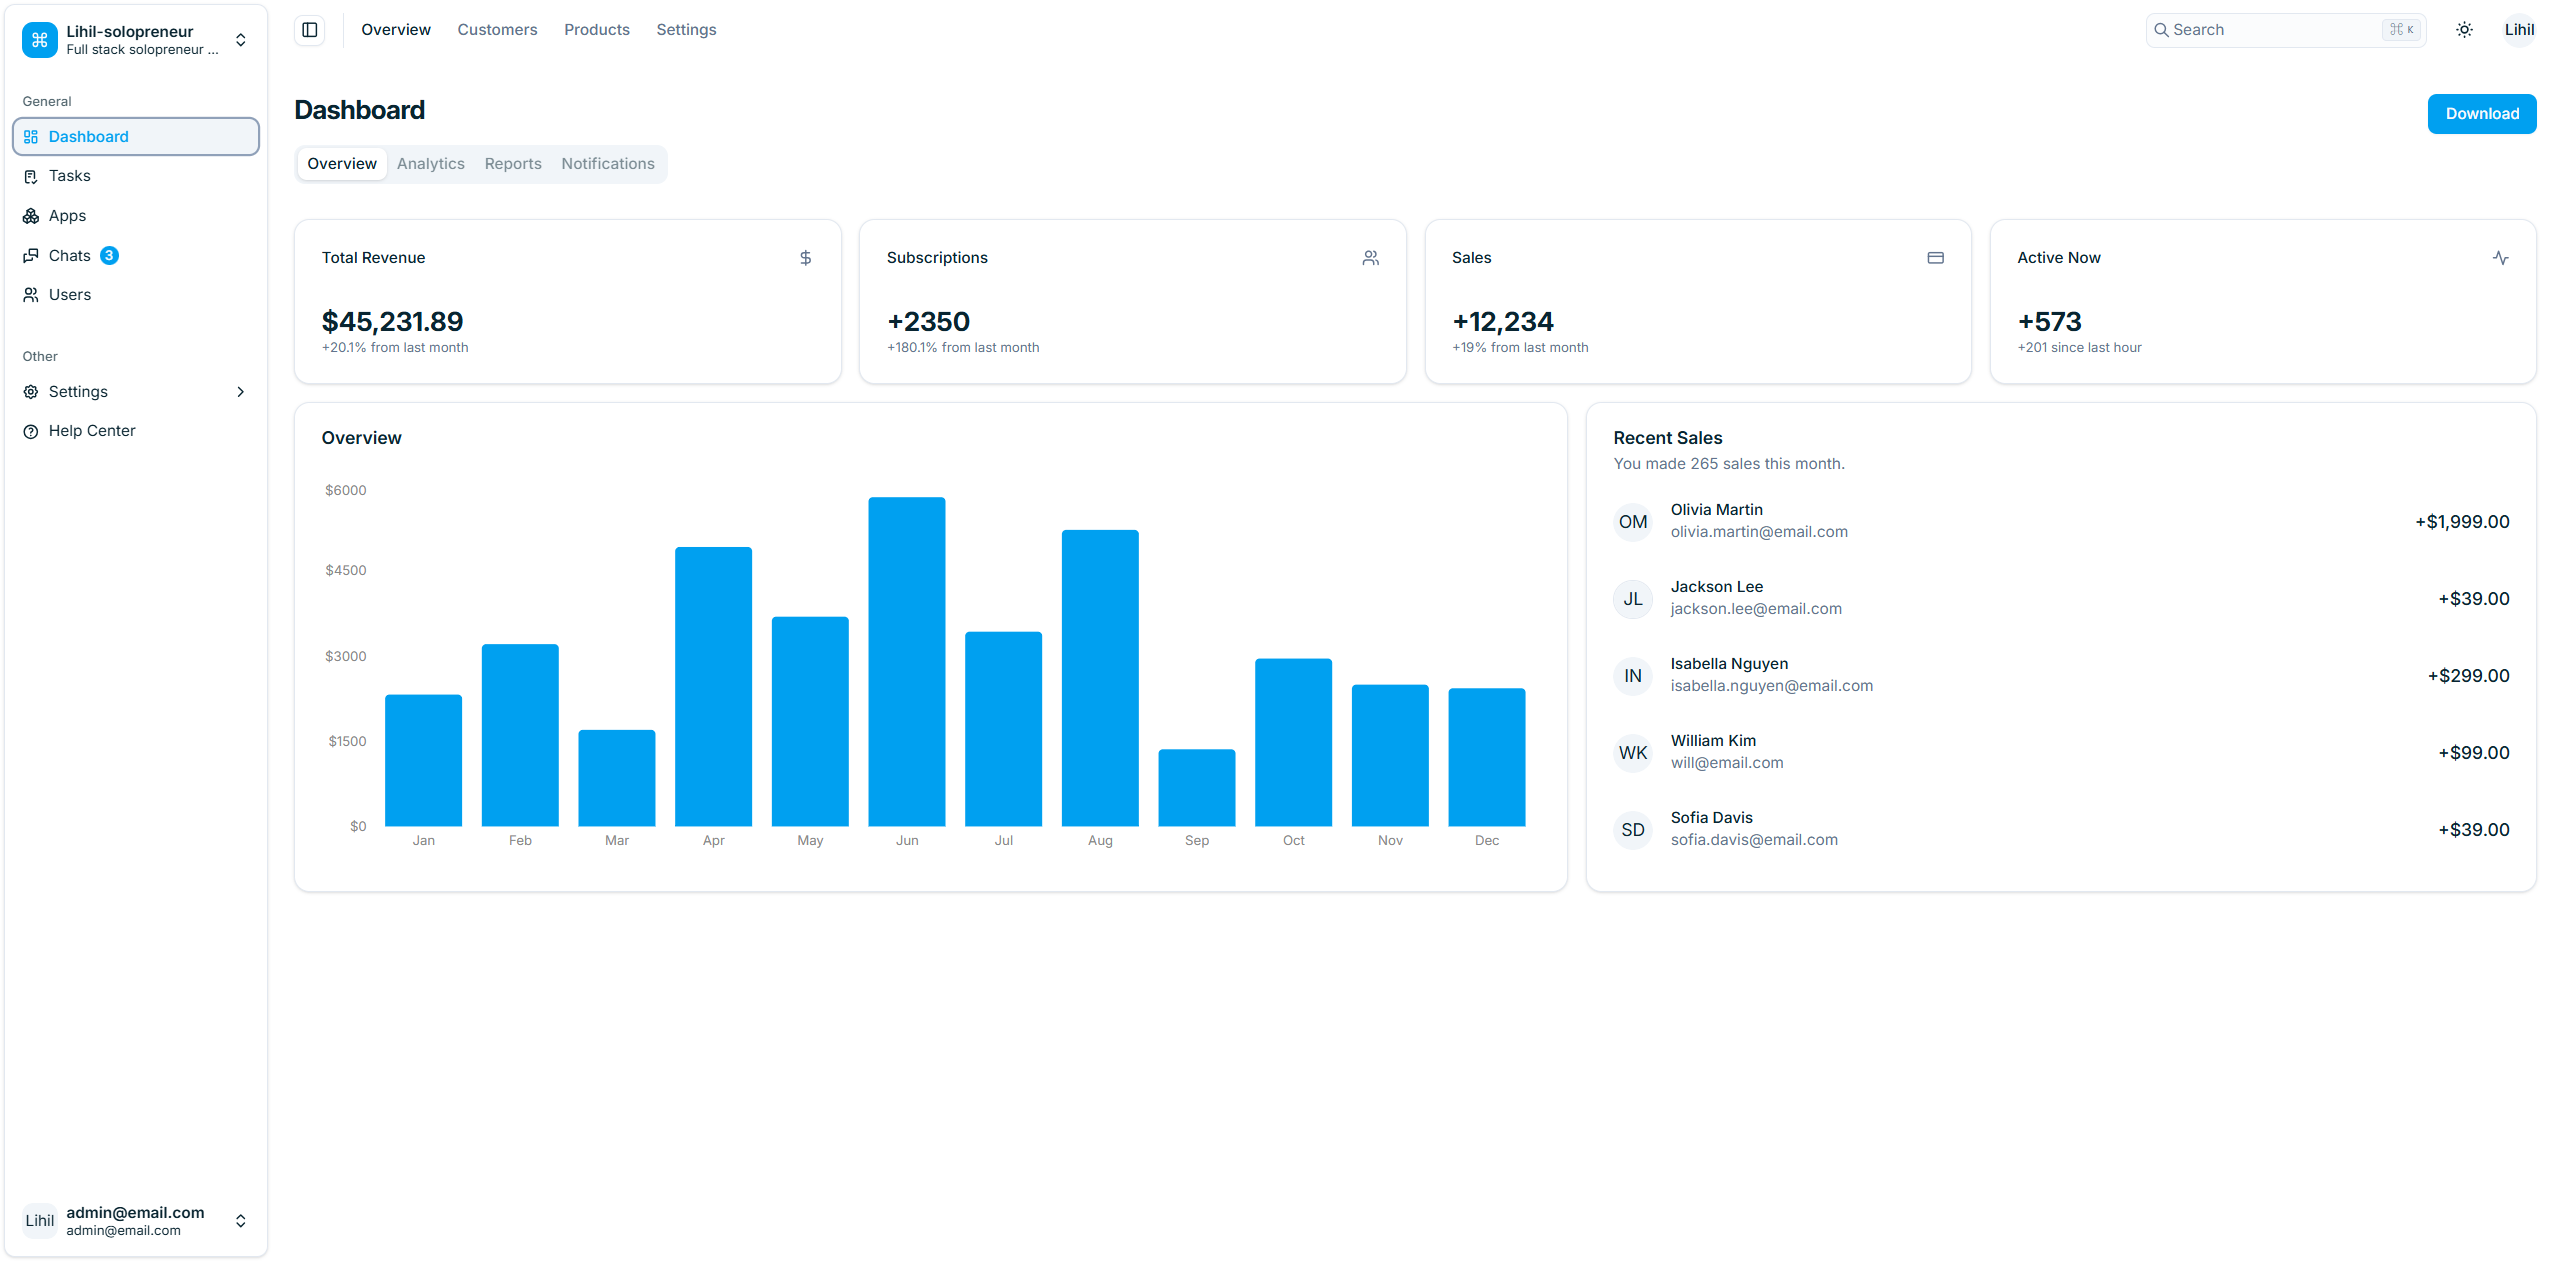 Lihil-solopreneur
Full stack solopreneur ...
General
Dashboard
Tasks
Apps
Chats 3
Users
Other
Settings
Help Center
Lihil
admin@email.com
admin@email.com
Overview Customers Products Settings
Search ⌘ K
Lihil
Dashboard
Download
Overview Analytics Reports Notifications
Total Revenue
$45,231.89
+20.1% from last month
Subscriptions
+2350
+180.1% from last month
Sales
+12,234
+19% from last month
Active Now
+573
+201 since last hour
Overview
$6000
$4500
$3000
$1500
$0
Jan Feb Mar Apr May Jun Jul Aug Sep Oct Nov Dec
Recent Sales
You made 265 sales this month.
OM
Olivia Martin
olivia.martin@email.com
+$1,999.00
JL
Jackson Lee
jackson.lee@email.com
+$39.00
IN
Isabella Nguyen
isabella.nguyen@email.com
+$299.00
WK
William Kim
will@email.com
+$99.00
SD
Sofia Davis
sofia.davis@email.com
+$39.00